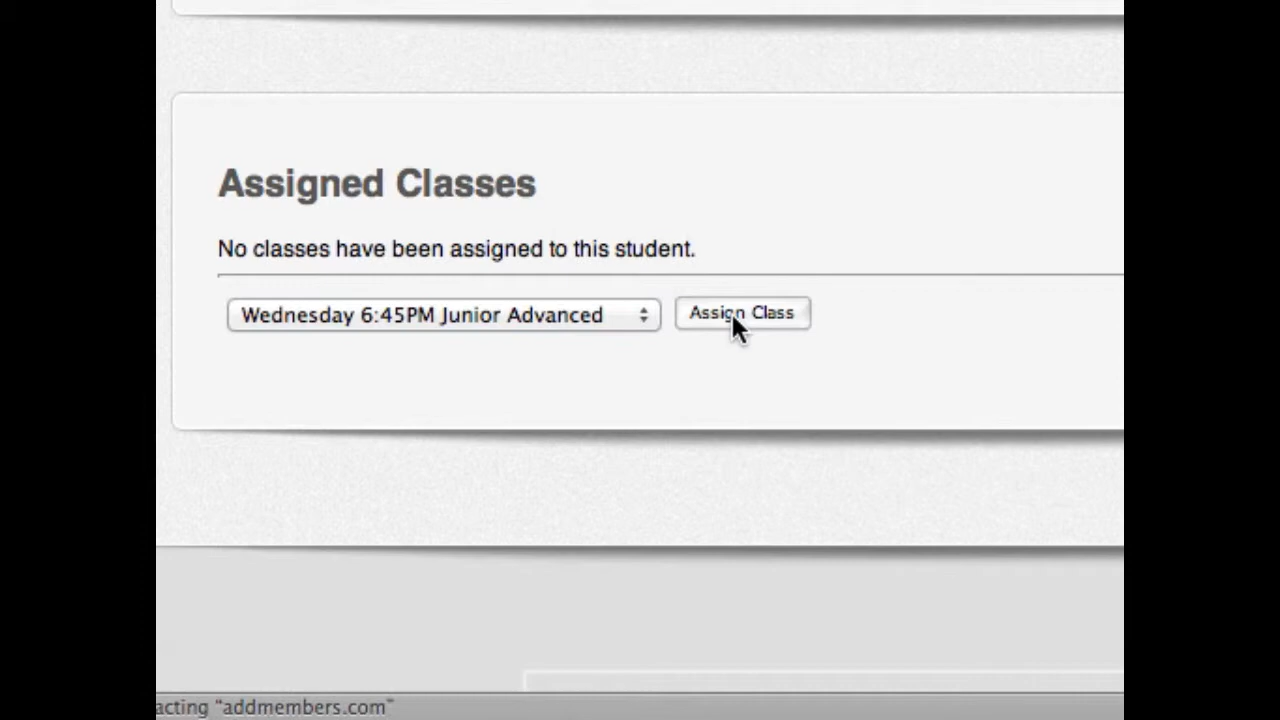 Assigned Classes
No classes have been assigned to this student.
Wednesday 6:45PM Junior Advanced
Assign Class
acting “addmembers.com”